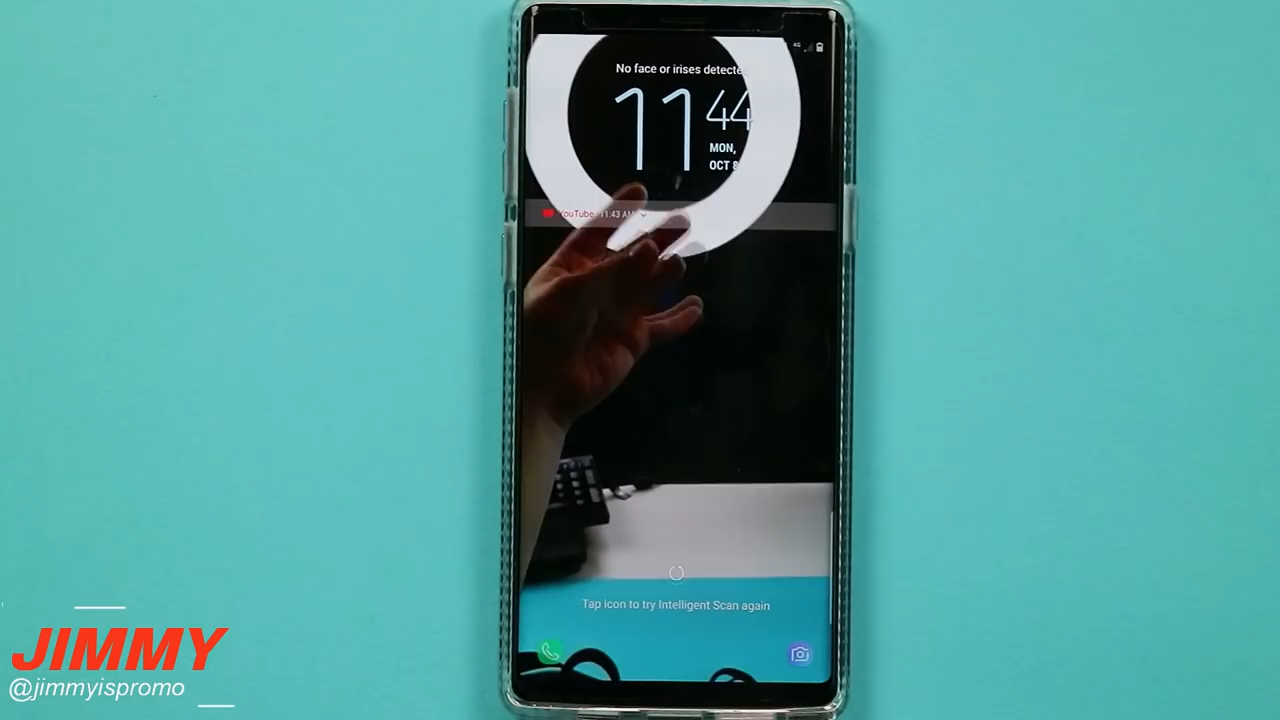 4G
No face or irises detected
11 44
MON,
OCT 8
YouTube 11:43 AM
Tap icon to try Intelligent Scan again
JIMMY
@jimmyispromo